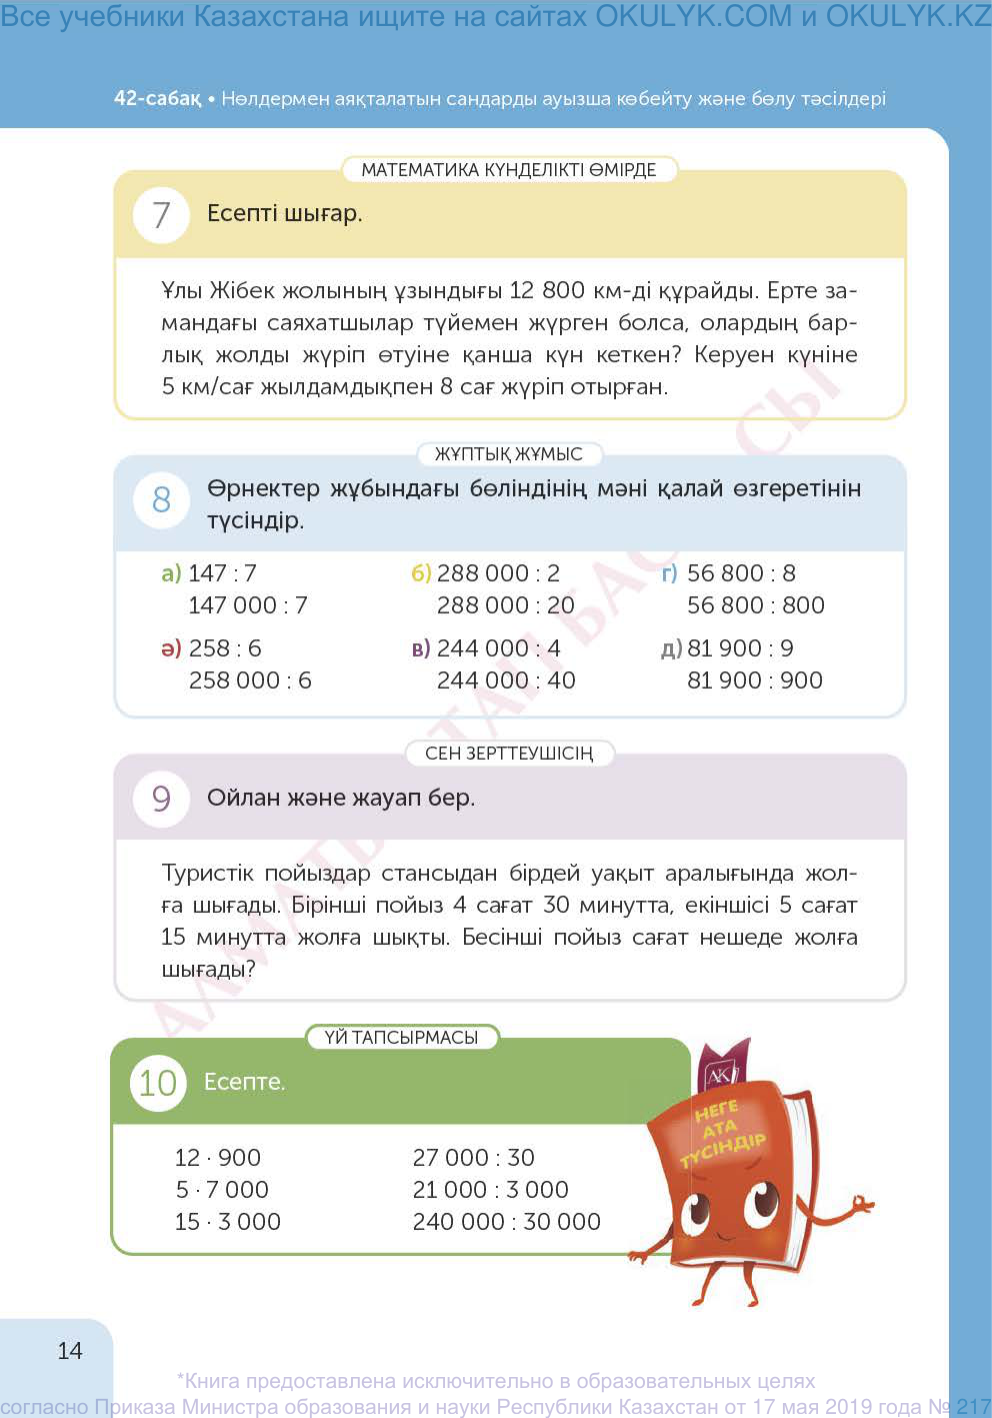 Все учебники Казахстана ищите на сайтах OKULYK.COM и OKULYK.KZ
42-сабақ • Нөлдермен аяқталатын сандарды ауызша көбейту және бөлу тәсілдері
МАТЕМАТИКА КҮНДЕЛІКТІ ӨМІРДЕ
7 Есепті шығар.
Ұлы Жібек жолының ұзындығы 12 800 км-ді құрайды. Ерте за-
мандағы саяхатшылар түйемен жүрген болса, олардың бар-
лық жолды жүріп өтуіне қанша күн кеткен? Керуен күніне
5 км/сағ жылдамдықпен 8 сағ жүріп отырған.
ЖҰПТЫҚ ЖҰМЫС
8 Өрнектер жұбындағы бөліндінің мәні қалай өзгеретінін
түсіндір.
а) 147 : 7 б) 288 000 : 2 г) 56 800 : 8
147 000 : 7 288 000 : 20 56 800 : 800
ә) 258 : 6 в) 244 000 : 4 д) 81 900 : 9
258 000 : 6 244 000 : 40 81 900 : 900
СЕН ЗЕРТТЕУШІСІҢ
9 Ойлан және жауап бер.
Туристік пойыздар стансыдан бірдей уақыт аралығында жол-
ға шығады. Бірінші пойыз 4 сағат 30 минутта, екіншісі 5 сағат
15 минутта жолға шықты. Бесінші пойыз сағат нешеде жолға
шығады?
АЛМАТЫКІТАП БАСПАСЫ
ҮЙ ТАПСЫРМАСЫ
10 Есепте.
12 · 900 27 000 : 30
5 · 7 000 21 000 : 3 000
15 · 3 000 240 000 : 30 000
АК
НЕГЕ
АТА
ТҮСІНДІР
14
*Книга предоставлена исключительно в образовательных целях
согласно Приказа Министра образования и науки Республики Казахстан от 17 мая 2019 года № 217